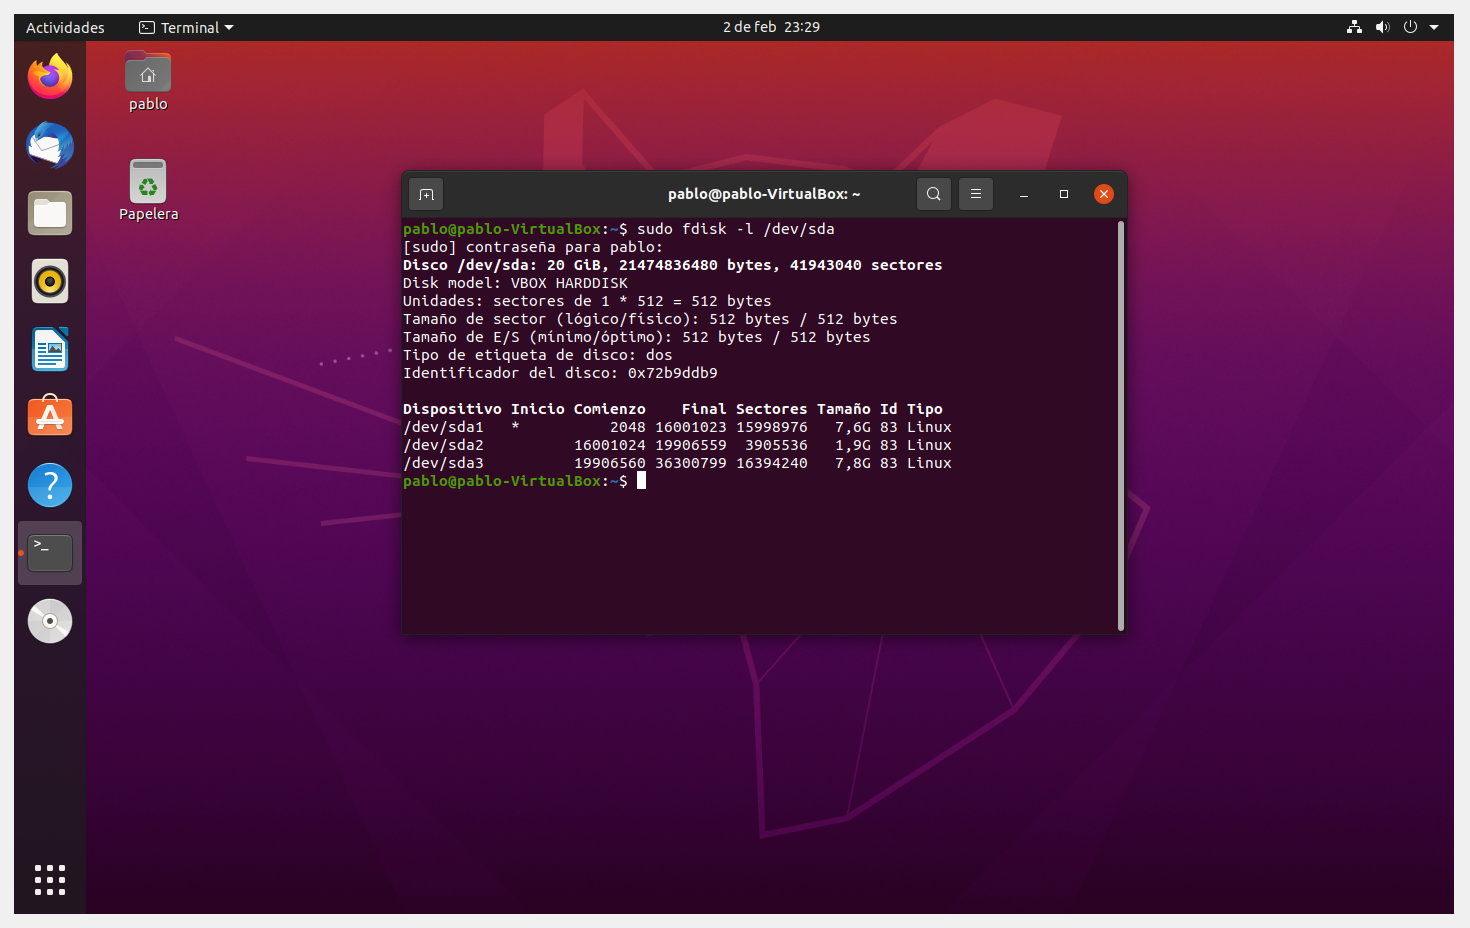 Actividades Terminal 2 de feb 23:29
pablo
Papelera
pablo@pablo-VirtualBox: ~
pablo@pablo-VirtualBox:~$ sudo fdisk -l /dev/sda
[sudo] contraseña para pablo:
Disco /dev/sda: 20 GiB, 21474836480 bytes, 41943040 sectores
Disk model: VBOX HARDDISK
Unidades: sectores de 1 * 512 = 512 bytes
Tamaño de sector (lógico/físico): 512 bytes / 512 bytes
Tamaño de E/S (mínimo/óptimo): 512 bytes / 512 bytes
Tipo de etiqueta de disco: dos
Identificador del disco: 0x72b9ddb9
Dispositivo Inicio Comienzo    Final Sectores Tamaño Id Tipo
/dev/sda1   *          2048 16001023 15998976   7,6G 83 Linux
/dev/sda2          16001024 19906559  3905536   1,9G 83 Linux
/dev/sda3          19906560 36300799 16394240   7,8G 83 Linux
pablo@pablo-VirtualBox:~$